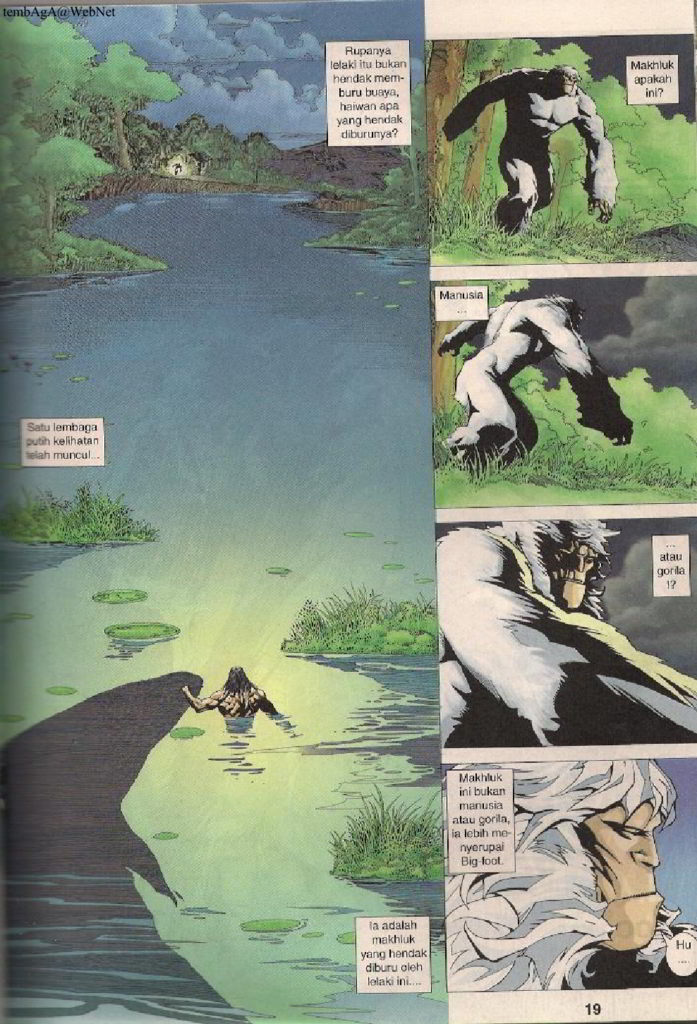 tembAgA@WebNet
Rupanya
lelaki itu bukan
hendak mem-
buru buaya,
haiwan apa
yang hendak
diburunya?
Satu lembaga
putih kelihatan
telah muncul...
Ia adalah
makhluk
yang hendak
diburu oleh
lelaki ini....
Makhluk
apakah
ini?
Manusia
...
...
atau
gorila
!?
Makhluk
ini bukan
manusia
atau gorila,
ia lebih me-
nyerupai
Big-foot.
Hu
....
19